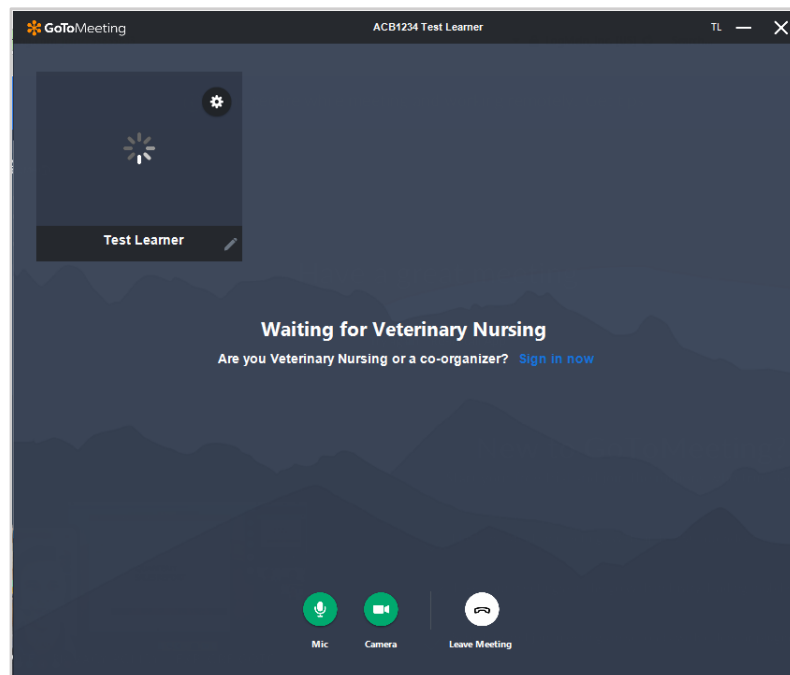 GoToMeeting
ACB1234 Test Learner
TL
Test Learner
Waiting for Veterinary Nursing
Are you Veterinary Nursing or a co-organizer? Sign in now
Mic Camera Leave Meeting